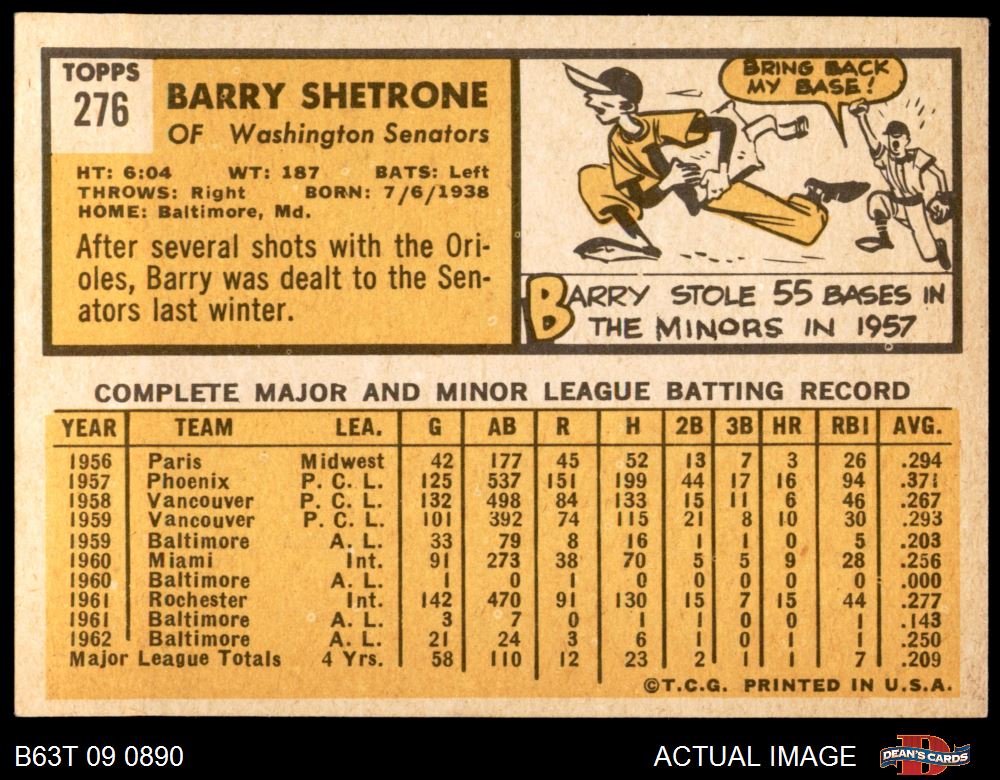 TOPPS
276
BARRY SHETRONE
OF Washington Senators
HT: 6:04 WT: 187 BATS: Left
THROWS: Right BORN: 7/6/1938
HOME: Baltimore, Md.
After several shots with the Ori-
oles, Barry was dealt to the Sen-
ators last winter.
BRING BACK
MY BASE!
BARRY STOLE 55 BASES IN
THE MINORS IN 1957
COMPLETE MAJOR AND MINOR LEAGUE BATTING RECORD
YEAR TEAM LEA. G AB R H 2B 3B HR RBI AVG.
1956 Paris Midwest 42 177 45 52 13 7 3 26 .294
1957 Phoenix P. C. L. 125 537 151 199 44 17 16 94 .371
1958 Vancouver P. C. L. 132 498 84 133 15 11 6 46 .267
1959 Vancouver P. C. L. 101 392 74 115 21 8 10 30 .293
1959 Baltimore A. L. 33 79 8 16 1 1 0 5 .203
1960 Miami Int. 91 273 38 70 5 5 9 28 .256
1960 Baltimore A. L. 1 0 1 0 0 0 0 0 .000
1961 Rochester Int. 142 470 91 130 15 7 15 44 .277
1961 Baltimore A. L. 3 7 0 1 1 0 0 1 .143
1962 Baltimore A. L. 21 24 3 6 1 0 1 1 .250
Major League Totals 4 Yrs. 58 110 12 23 2 1 1 7 .209
©T.C.G. PRINTED IN U.S.A.
B63T 09 0890
ACTUAL IMAGE
DEAN'S CARDS